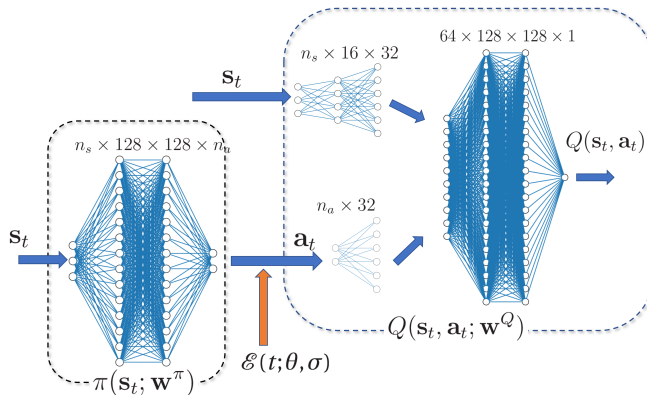 n_s × 16 × 32
64 × 128 × 128 × 1
s_t
n_s × 128 × 128 × n_a
Q(s_t, a_t)
n_a × 32
s_t
a_t
Q(s_t, a_t; w^Q)
ℰ(t;θ,σ)
π(s_t; w^π)